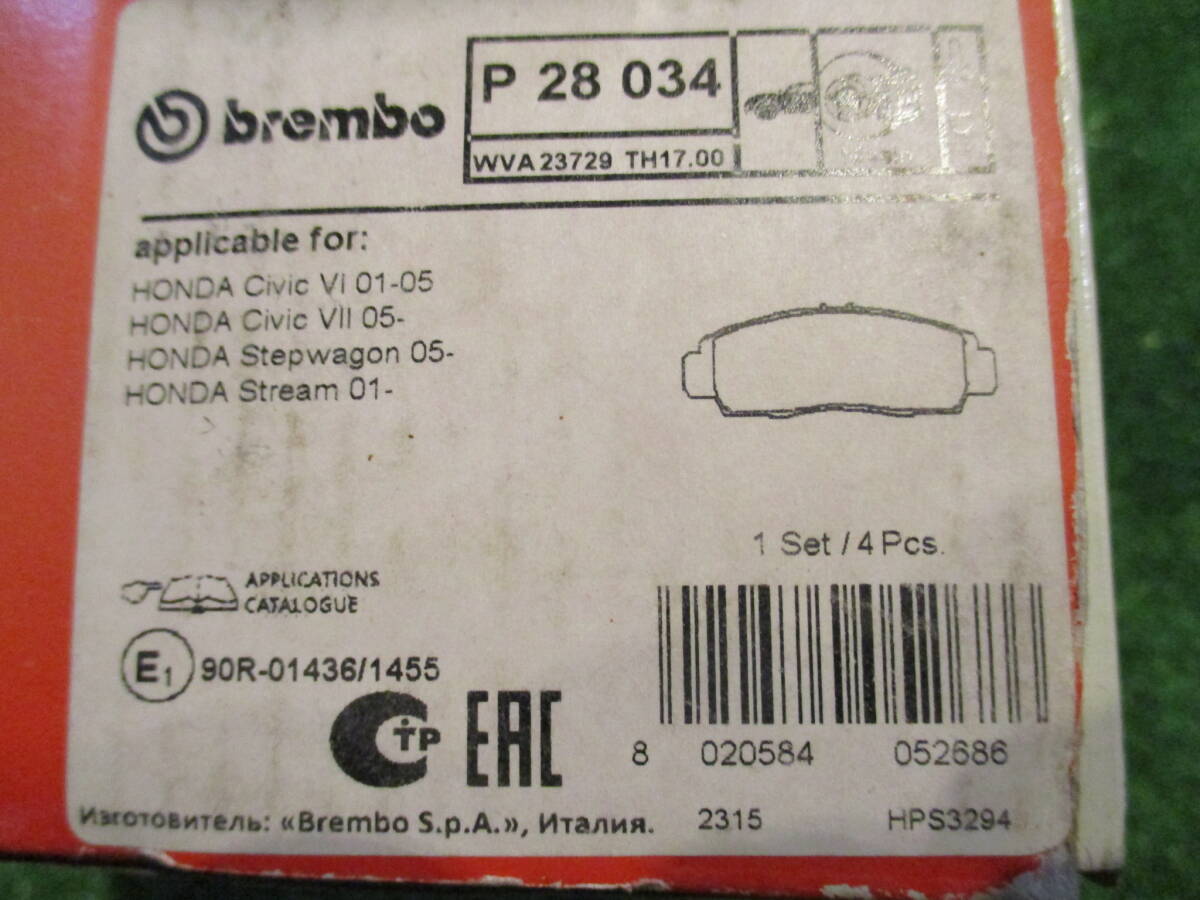 brembo
P 28 034
WVA 23729 TH17.00
applicable for:
HONDA Civic VI 01-05
HONDA Civic VII 05-
HONDA Stepwagon 05-
HONDA Stream 01-
1 Set / 4 Pcs.
APPLICATIONS
CATALOGUE
E1 90R-01436/1455
СТР EAC
8 020584 052686
Изготовитель: «Brembo S.p.A.», Италия. 2315 HPS3294